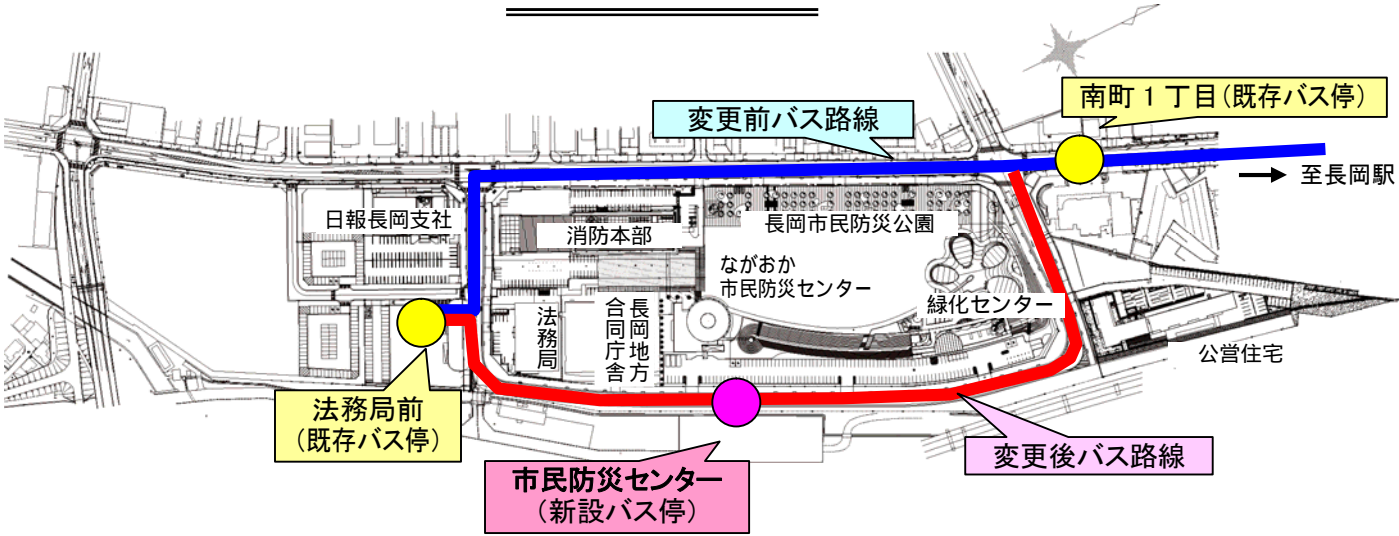 南町１丁目(既存バス停)
変更前バス路線
至長岡駅
日報長岡支社
消防本部
長岡市民防災公園
ながおか
市民防災センター
緑化センター
法務局
長岡地方
合同庁舎
公営住宅
法務局前
(既存バス停)
変更後バス路線
市民防災センター
(新設バス停)